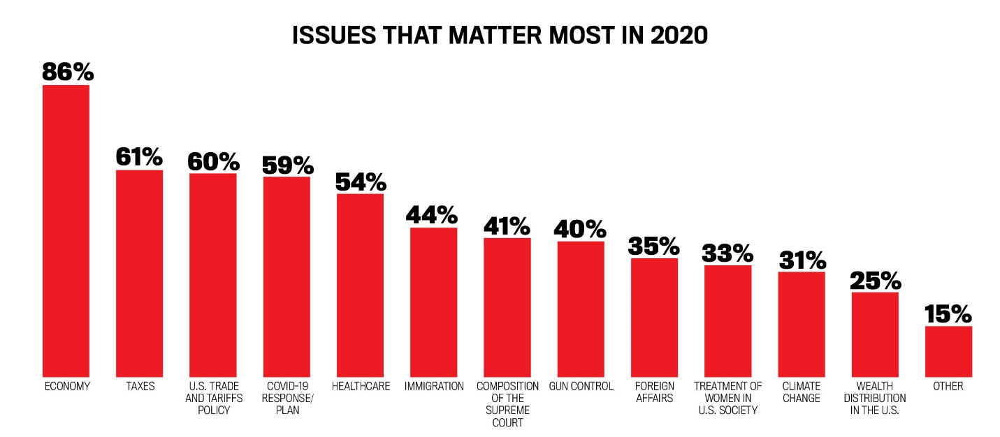 ISSUES THAT MATTER MOST IN 2020
86%
61%
60%
59%
54%
44%
41%
40%
35%
33%
31%
25%
15%
ECONOMY
TAXES
U.S. TRADE
AND TARIFFS
POLICY
COVID-19
RESPONSE/
PLAN
HEALTHCARE
IMMIGRATION
COMPOSITION
OF THE
SUPREME
COURT
GUN CONTROL
FOREIGN
AFFAIRS
TREATMENT OF
WOMEN IN
U.S. SOCIETY
CLIMATE
CHANGE
WEALTH
DISTRIBUTION
IN THE U.S.
OTHER